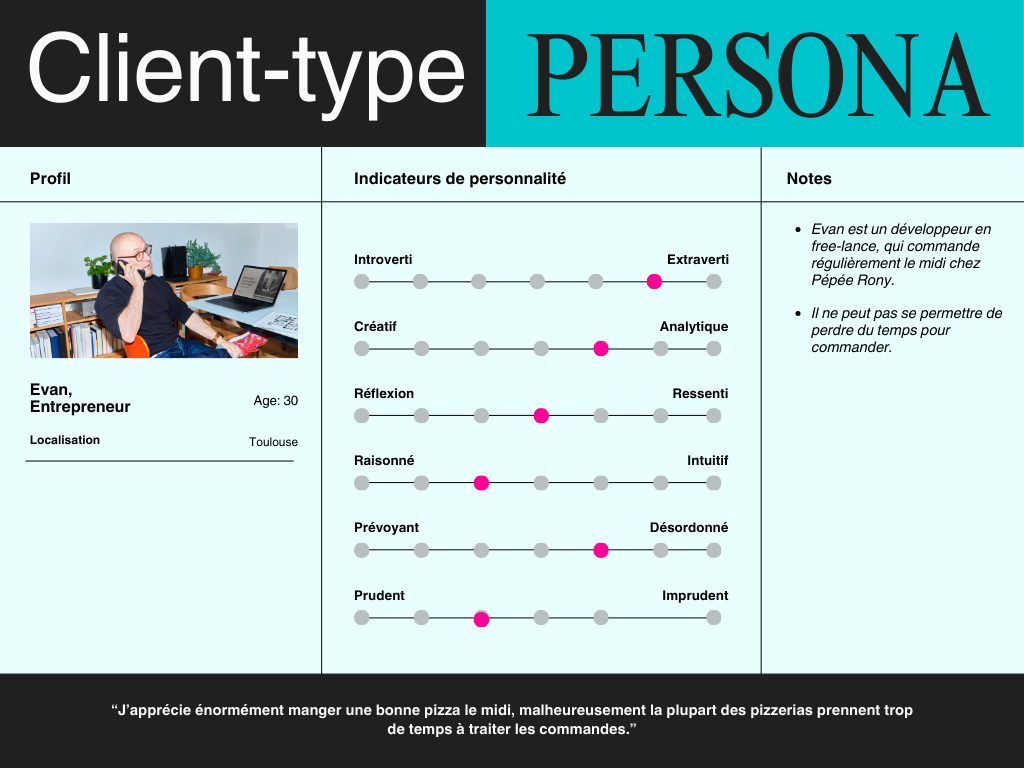 Client-type
PERSONA
Profil
Indicateurs de personnalité
Notes
Evan,
Entrepreneur
Age: 30
Localisation
Toulouse
Introverti
Extraverti
Créatif
Analytique
Réflexion
Ressenti
Raisonné
Intuitif
Prévoyant
Désordonné
Prudent
Imprudent
• Evan est un développeur en
free-lance, qui commande
régulièrement le midi chez
Pépée Rony.
• Il ne peut pas se permettre de
perdre du temps pour
commander.
“J’apprécie énormément manger une bonne pizza le midi, malheureusement la plupart des pizzerias prennent trop
de temps à traiter les commandes.”